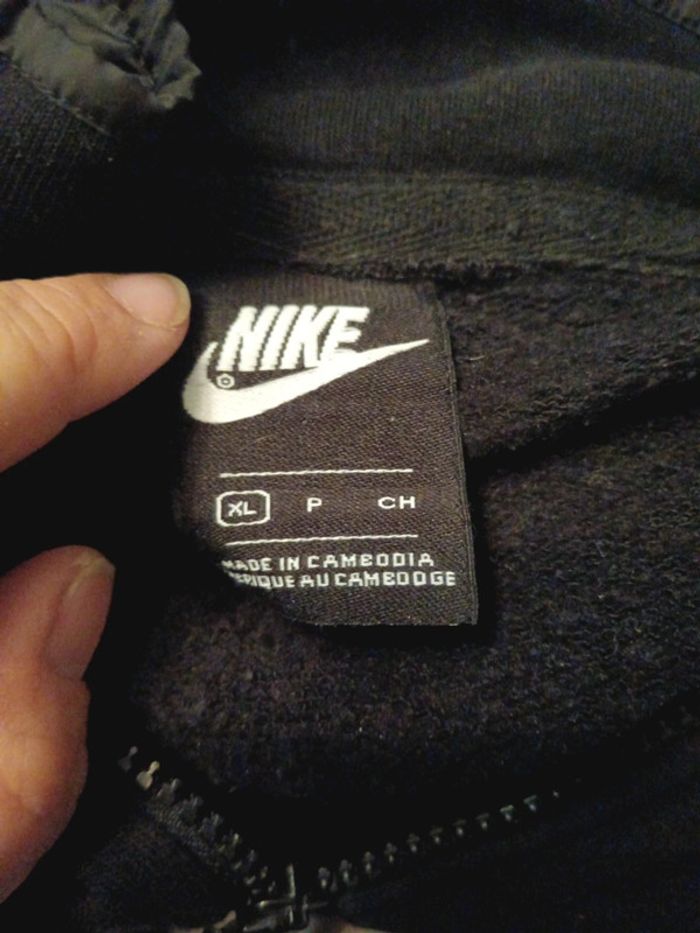 NIKE
®
XL P CH
MADE IN CAMBODIA
AU CAMBODGE